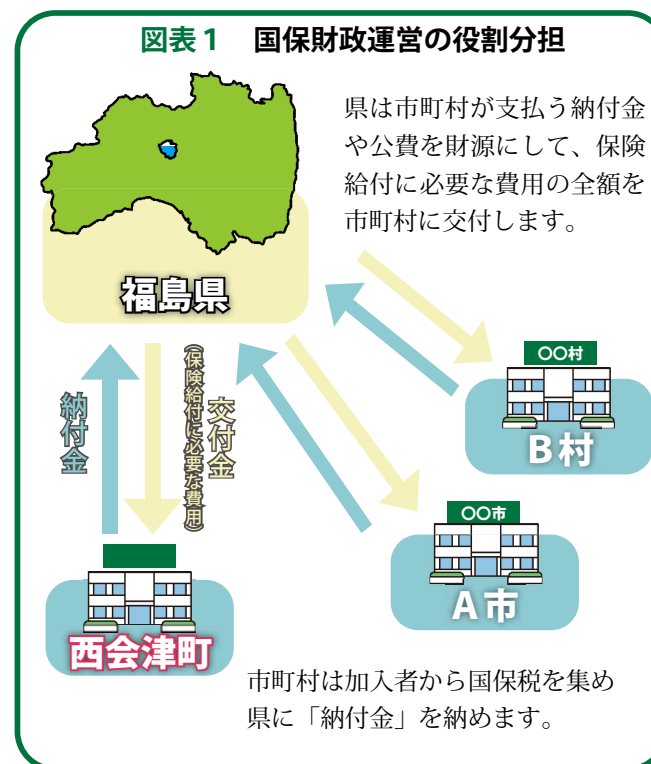 図表1 国保財政運営の役割分担
県は市町村が支払う納付金
や公費を財源にして、保険
給付に必要な費用の全額を
市町村に交付します。
福島県
納付金
交付金
(保険給付に必要な費用)
〇〇村
B村
〇〇市
A市
西会津町
市町村は加入者から国保税を集め
県に「納付金」を納めます。